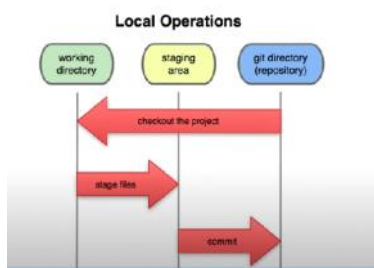 Local Operations
working
directory
staging
area
git directory
(repository)
checkout the project
stage files
commit